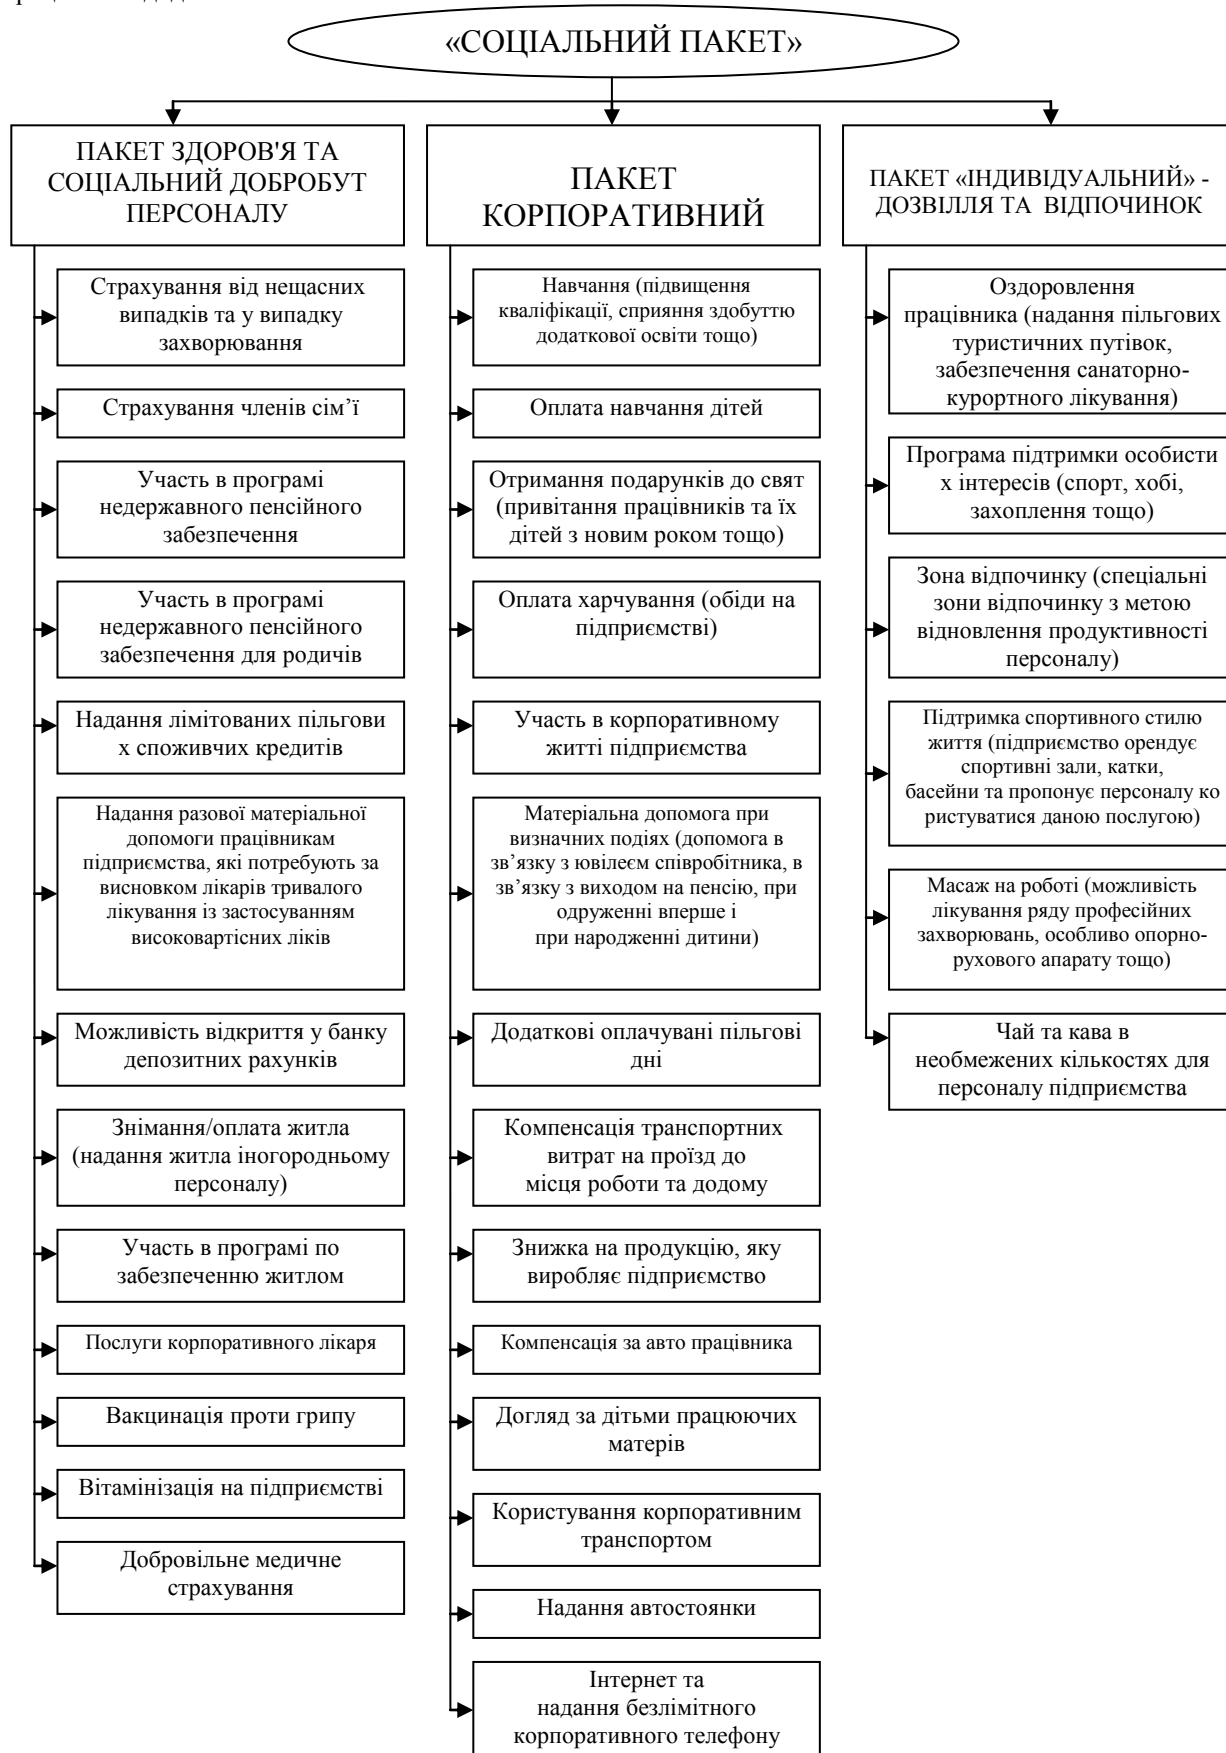 «СОЦІАЛЬНИЙ ПАКЕТ»
ПАКЕТ ЗДОРОВ'Я ТА
СОЦІАЛЬНИЙ ДОБРОБУТ
ПЕРСОНАЛУ
Страхування від нещасних
випадків та у випадку
захворювання
Страхування членів сім’ї
Участь в програмі
недержавного пенсійного
забезпечення
Участь в програмі
недержавного пенсійного
забезпечення для родичів
Надання лімітованих пільгови
х споживчих кредитів
Надання разової матеріальної
допомоги працівникам
підприємства, які потребують за
висновком лікарів тривалого
лікування із застосуванням
високовартісних ліків
Можливість відкриття у банку
депозитних рахунків
Знімання/оплата житла
(надання житла іногородньому
персоналу)
Участь в програмі по
забезпеченню житлом
Послуги корпоративного лікаря
Вакцинація проти грипу
Вітамінізація на підприємстві
Добровільне медичне
страхування
ПАКЕТ
КОРПОРАТИВНИЙ
Навчання (підвищення
кваліфікації, сприяння здобуттю
додаткової освіти тощо)
Оплата навчання дітей
Отримання подарунків до свят
(привітання працівників та їх
дітей з новим роком тощо)
Оплата харчування (обіди на
підприємстві)
Участь в корпоративному
житті підприємства
Матеріальна допомога при
визначних подіях (допомога в
зв’язку з ювілеєм співробітника, в
зв’язку з виходом на пенсію, при
одруженні вперше і
при народженні дитини)
Додаткові оплачувані пільгові
дні
Компенсація транспортних
витрат на проїзд до
місця роботи та додому
Знижка на продукцію, яку
виробляє підприємство
Компенсація за авто працівника
Догляд за дітьми працюючих
матерів
Користування корпоративним
транспортом
Надання автостоянки
Інтернет та
надання безлімітного
корпоративного телефону
ПАКЕТ «ІНДИВІДУАЛЬНИЙ» -
ДОЗВІЛЛЯ ТА ВІДПОЧИНОК
Оздоровлення
працівника (надання пільгових
туристичних путівок,
забезпечення санаторно-
курортного лікування)
Програма підтримки особисти
х інтересів (спорт, хобі,
захоплення тощо)
Зона відпочинку (спеціальні
зони відпочинку з метою
відновлення продуктивності
персоналу)
Підтримка спортивного стилю
життя (підприємство орендує
спортивні зали, катки,
басейни та пропонує персоналу ко
ристуватися даною послугою)
Масаж на роботі (можливість
лікування ряду професійних
захворювань, особливо опорно-
рухового апарату тощо)
Чай та кава в
необмежених кількостях для
персоналу підприємства